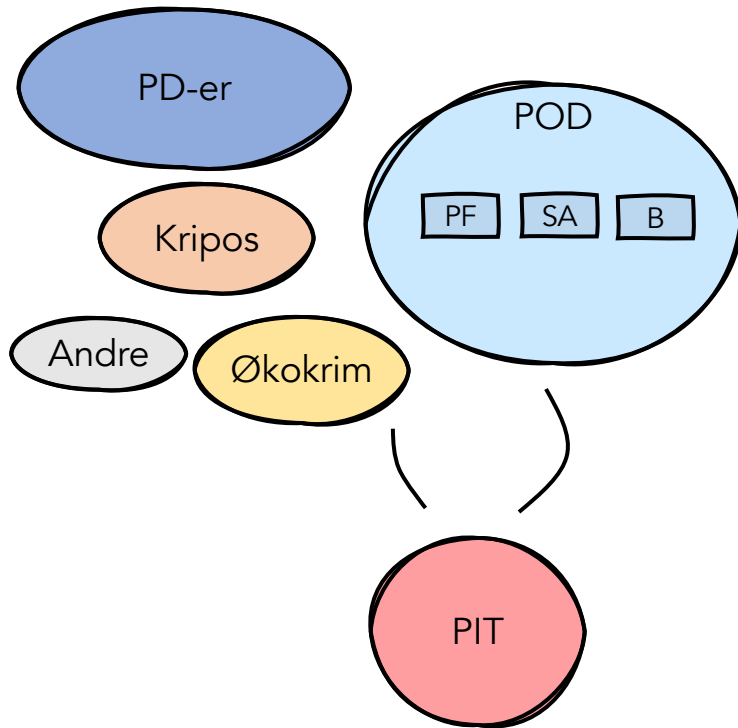 PD-er
POD
PF
SA
B
Kripos
Andre
Økokrim
PIT